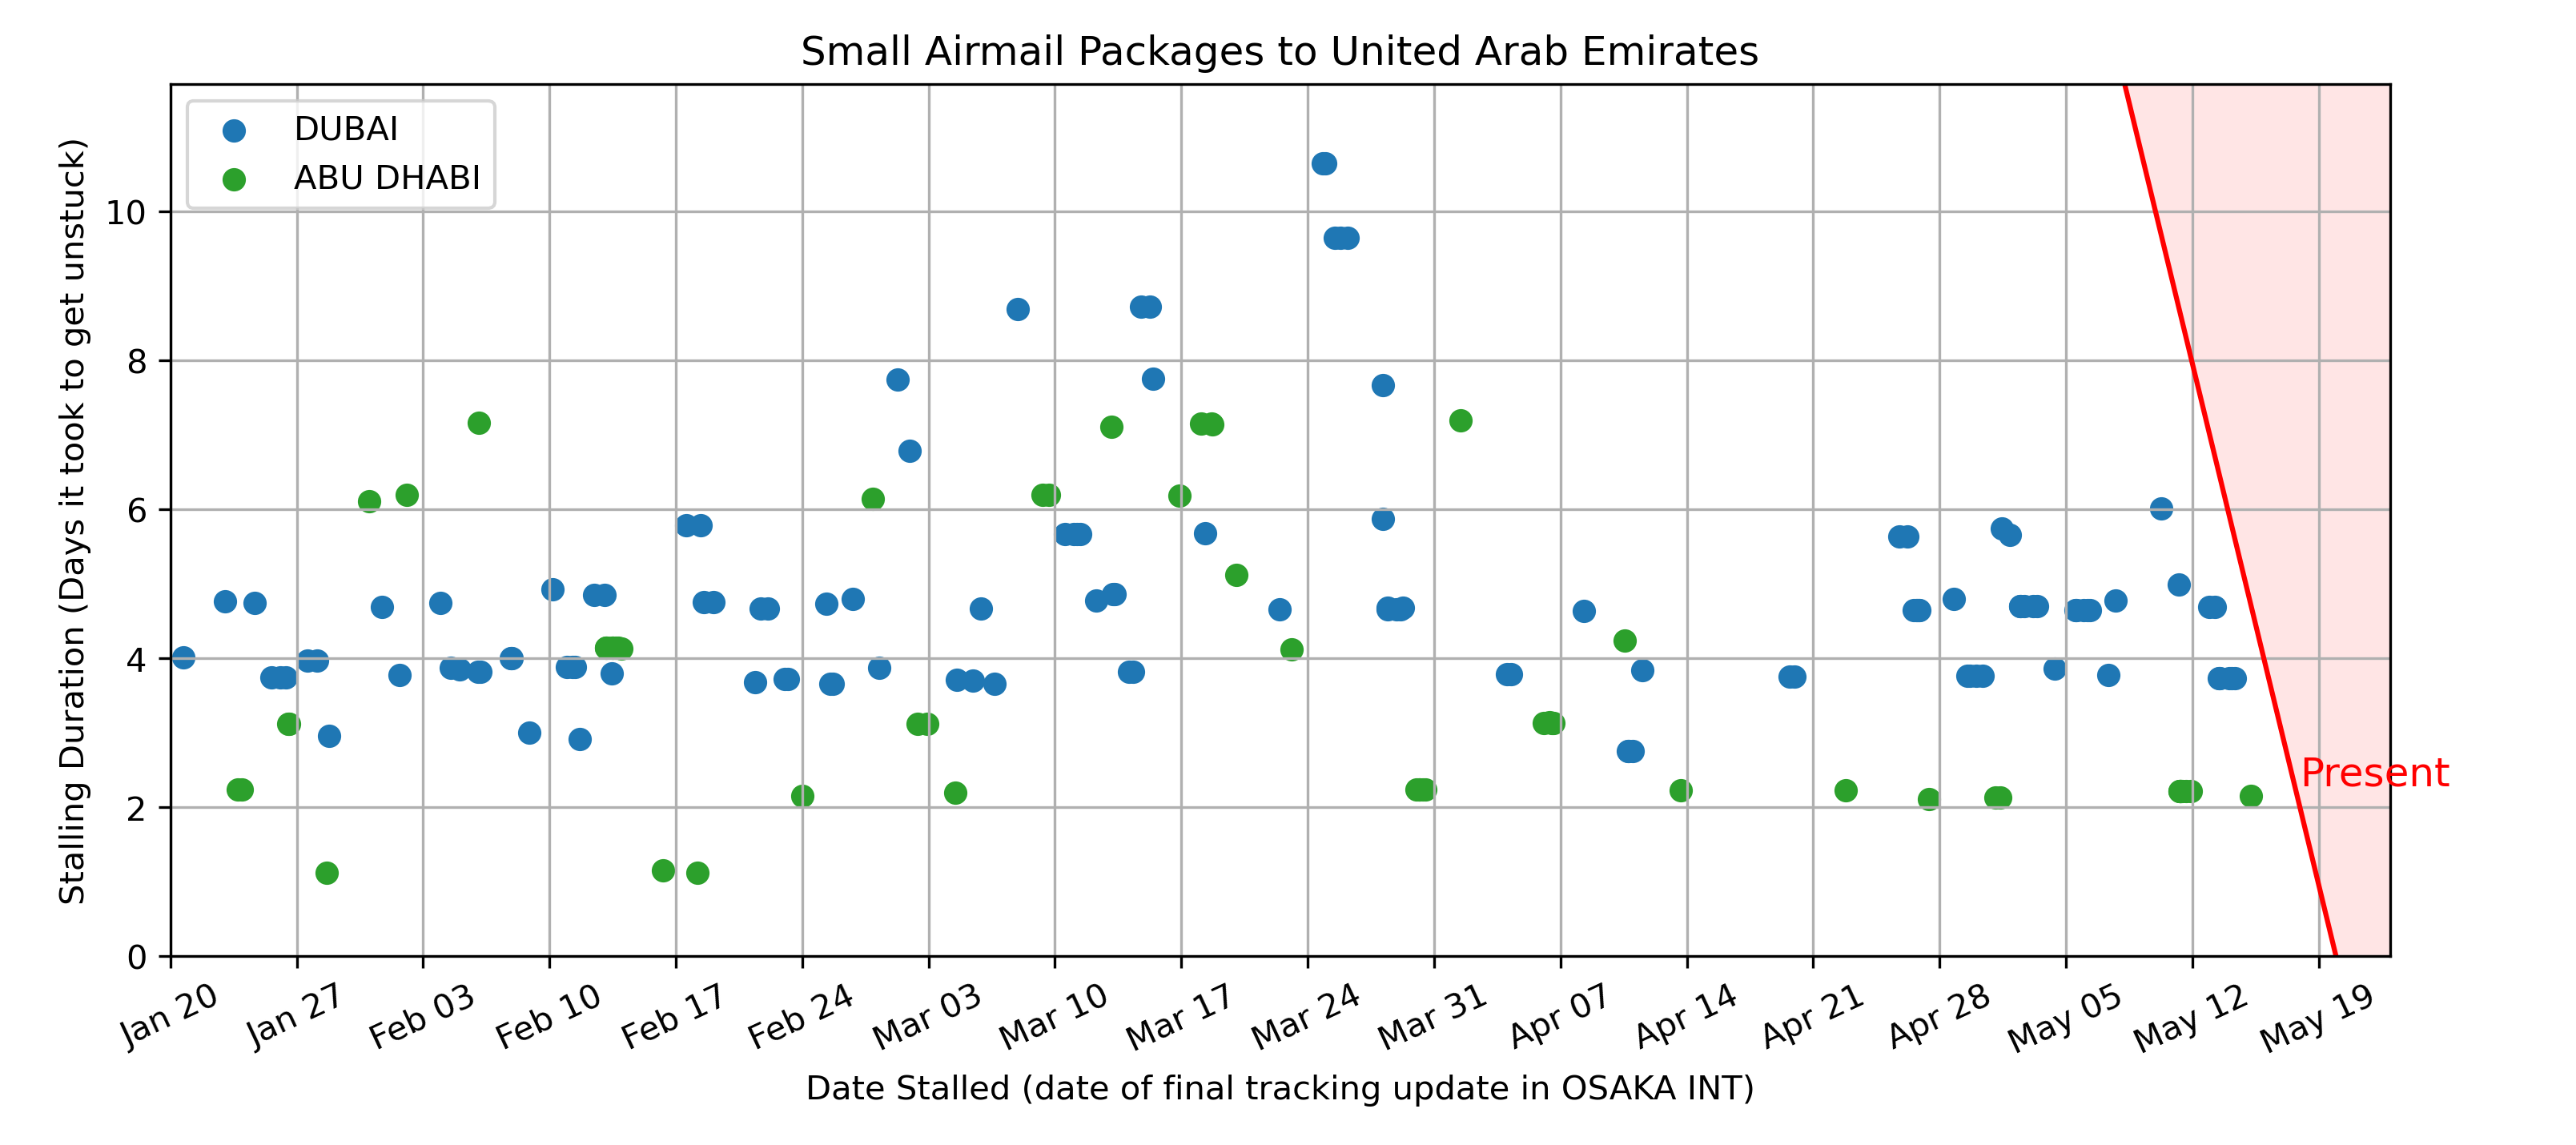 Small Airmail Packages to United Arab Emirates
DUBAI
ABU DHABI
Stalling Duration (Days it took to get unstuck)
10
8
6
4
2
0
Present
Jan 20
Jan 27
Feb 03
Feb 10
Feb 17
Feb 24
Mar 03
Mar 10
Mar 17
Mar 24
Mar 31
Apr 07
Apr 14
Apr 21
Apr 28
May 05
May 12
May 19
Date Stalled (date of final tracking update in OSAKA INT)